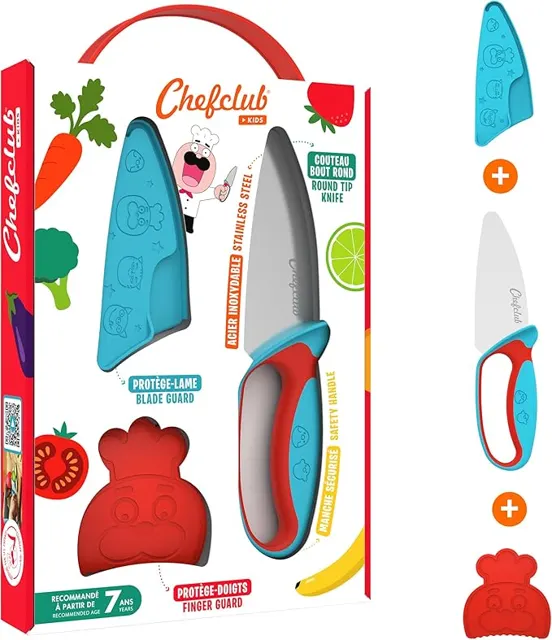 Chefclub
KIDS
Chefclub
KIDS
COUTEAU
BOUT ROND
ROUND TIP
KNIFE
ACIER INOXYDABLE
STAINLESS STEEL
Chefclub
Chefclub
PROTÈGE-LAME
BLADE GUARD
MANCHE SÉCURISÉ
SAFETY HANDLE
PROTÈGE-DOIGTS
FINGER GUARD
RECOMMANDÉ
À PARTIR DE
RECOMMENDED AGE
7 ANS
YEARS